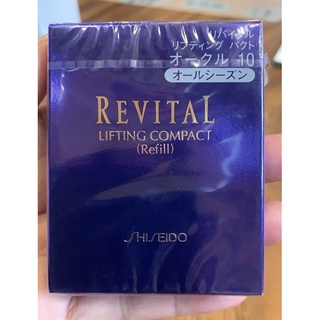 リバイタル
リフティング パクト
オークル 10
オールシーズン
REVITAL
LIFTING COMPACT
(Refill)
SHISEIDO